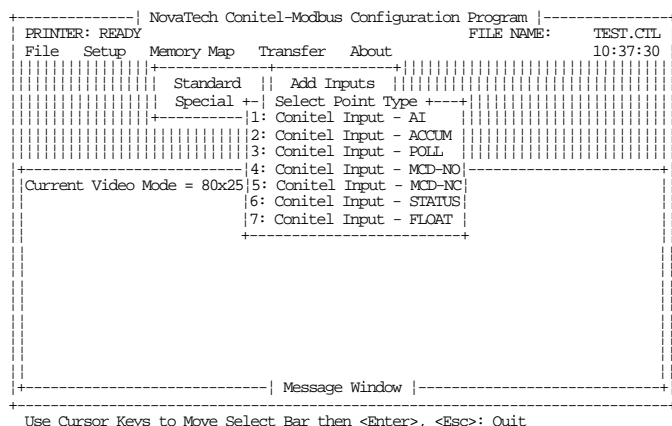 NovaTech Conitel-Modbus Configuration Program
PRINTER: READY FILE NAME: TEST.CTL
File Setup Memory Map Transfer About 10:37:30
Standard Add Inputs
Special Select Point Type
1: Conitel Input - AI
2: Conitel Input - ACCUM
3: Conitel Input - POLL
4: Conitel Input - MCD-NO
Current Video Mode = 80x25 5: Conitel Input - MCD-NC
6: Conitel Input - STATUS
7: Conitel Input - FLOAT
Message Window
Use Cursor Keys to Move Select Bar then <Enter>, <Esc>: Quit